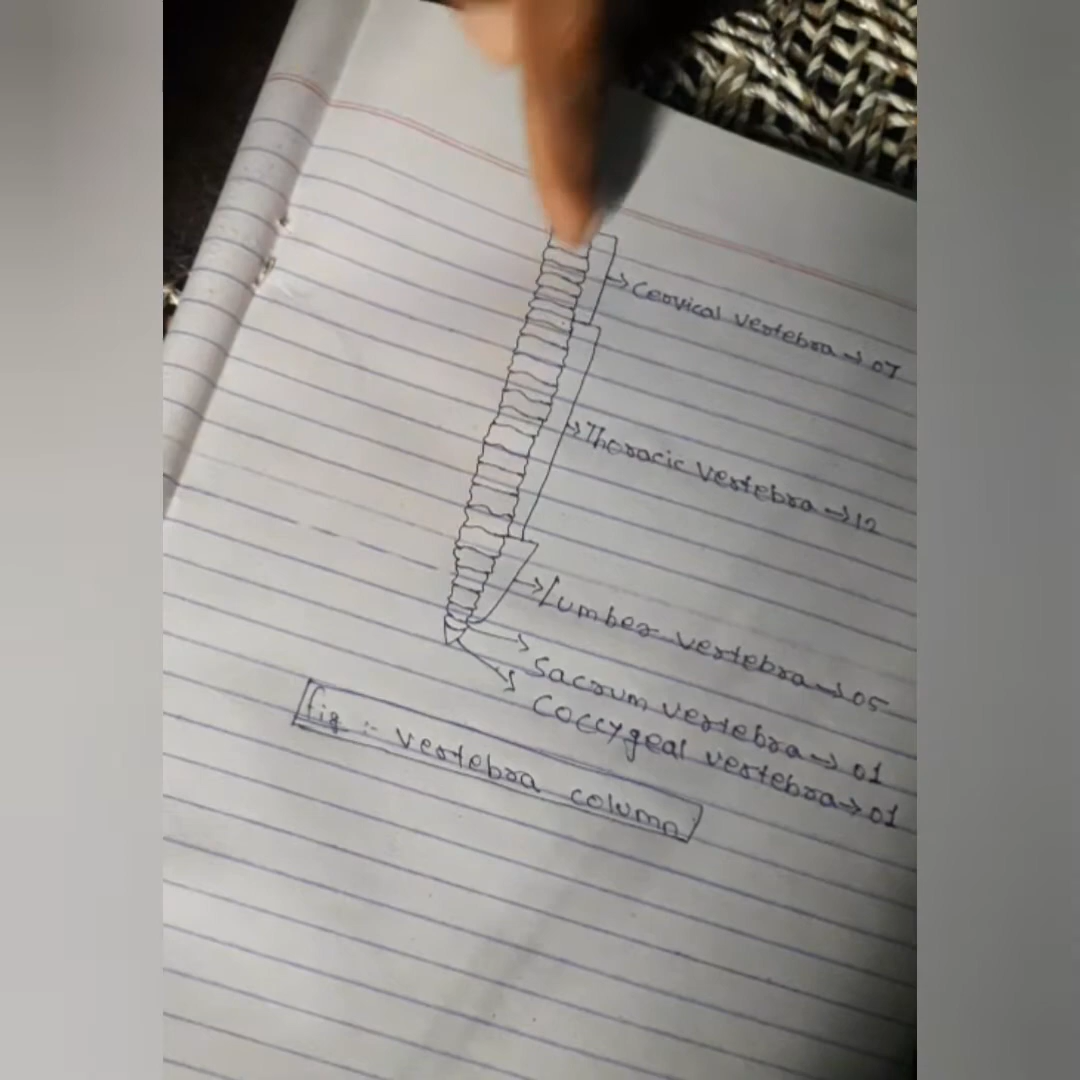 Cervical vertebra → 07
Thoracic vertebra → 12
Lumber vertebra → 05
Sacrum vertebra → 01
Coccygeal vertebra → 01
fig :- vertebra column